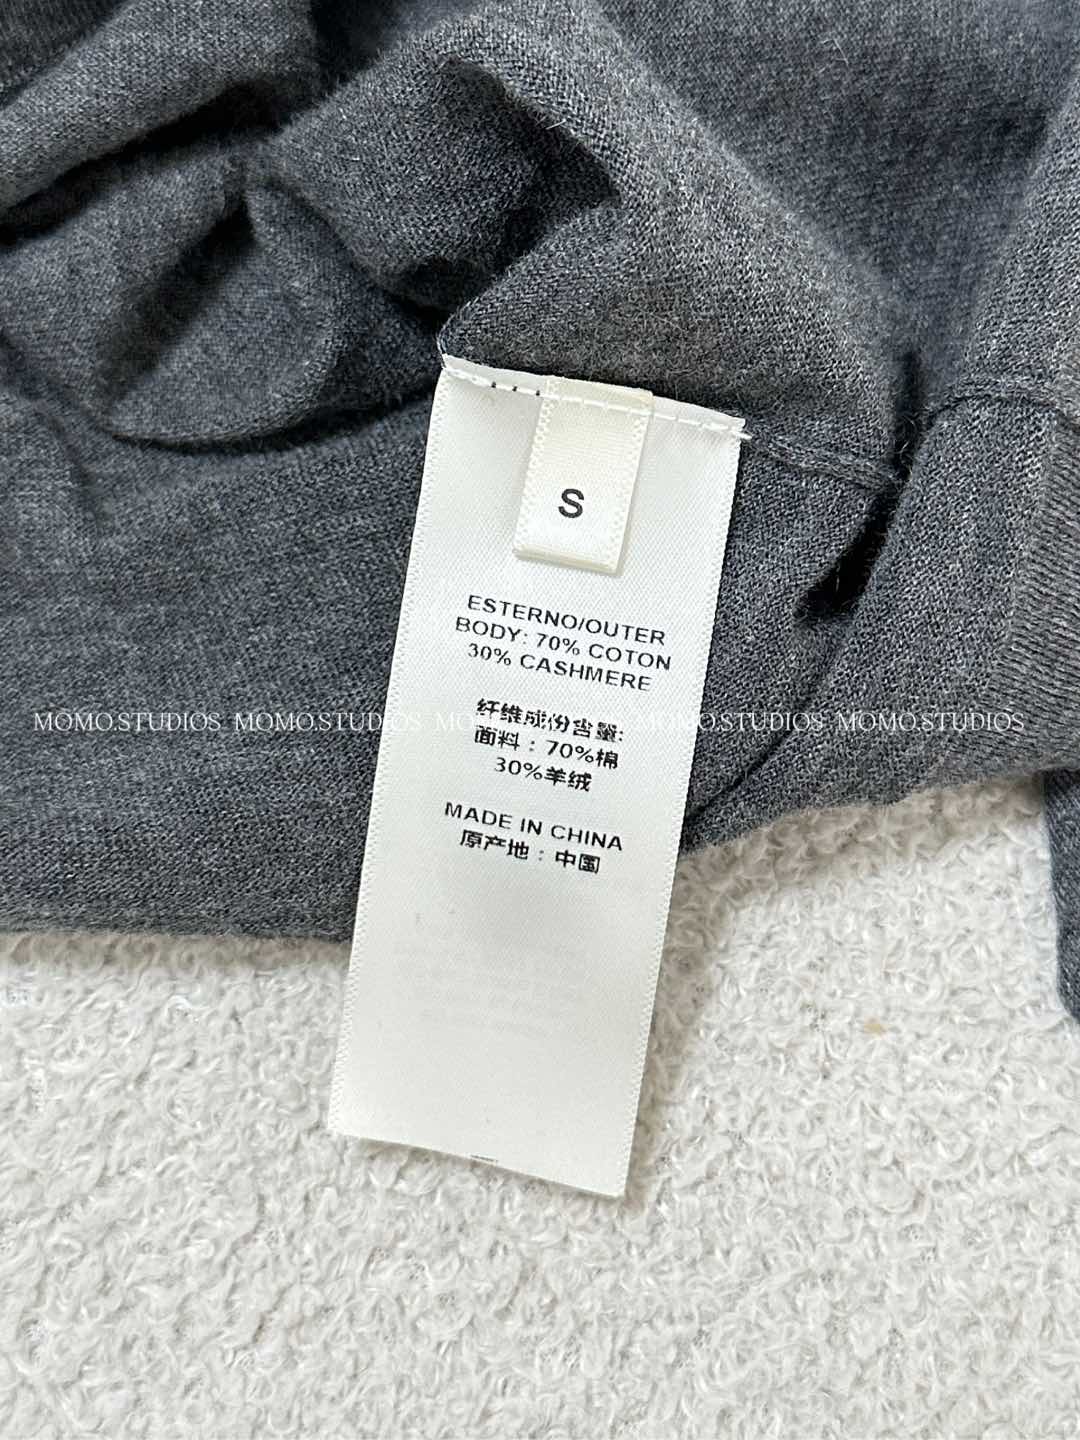 S
ESTERNO/OUTER
BODY: 70% COTON
30% CASHMERE
MOMO.STUDIOS MOMO.STUDIOS MOMO.STUDIOS MOMO.STUDIOS MOMO.STUDIOS
纤维成份含量:
面料：70%棉
30%羊绒
MADE IN CHINA
原产地：中国